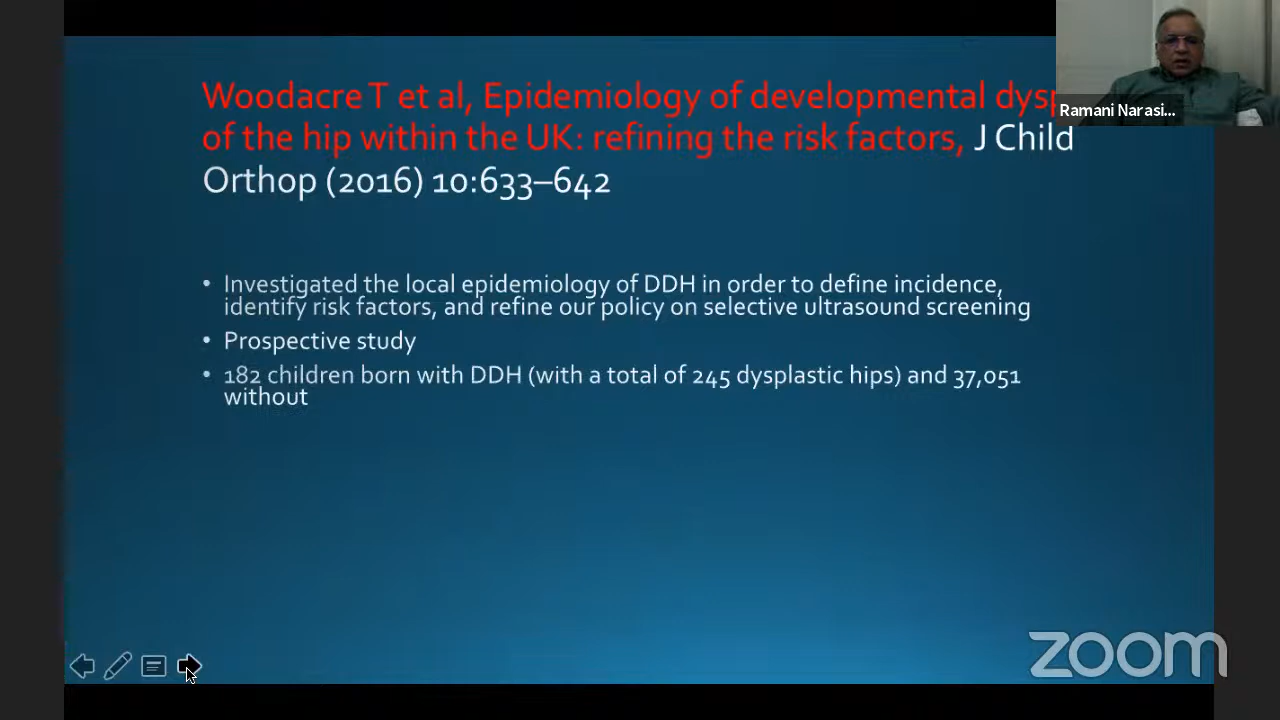 Woodacre T et al, Epidemiology of developmental
of the hip within the UK: refining the risk factors, J Child
Orthop (2016) 10:633–642
Ramani Narasi...
• Investigated the local epidemiology of DDH in order to define incidence,
identify risk factors, and refine our policy on selective ultrasound screening
• Prospective study
• 182 children born with DDH (with a total of 245 dysplastic hips) and 37,051
without
zoom